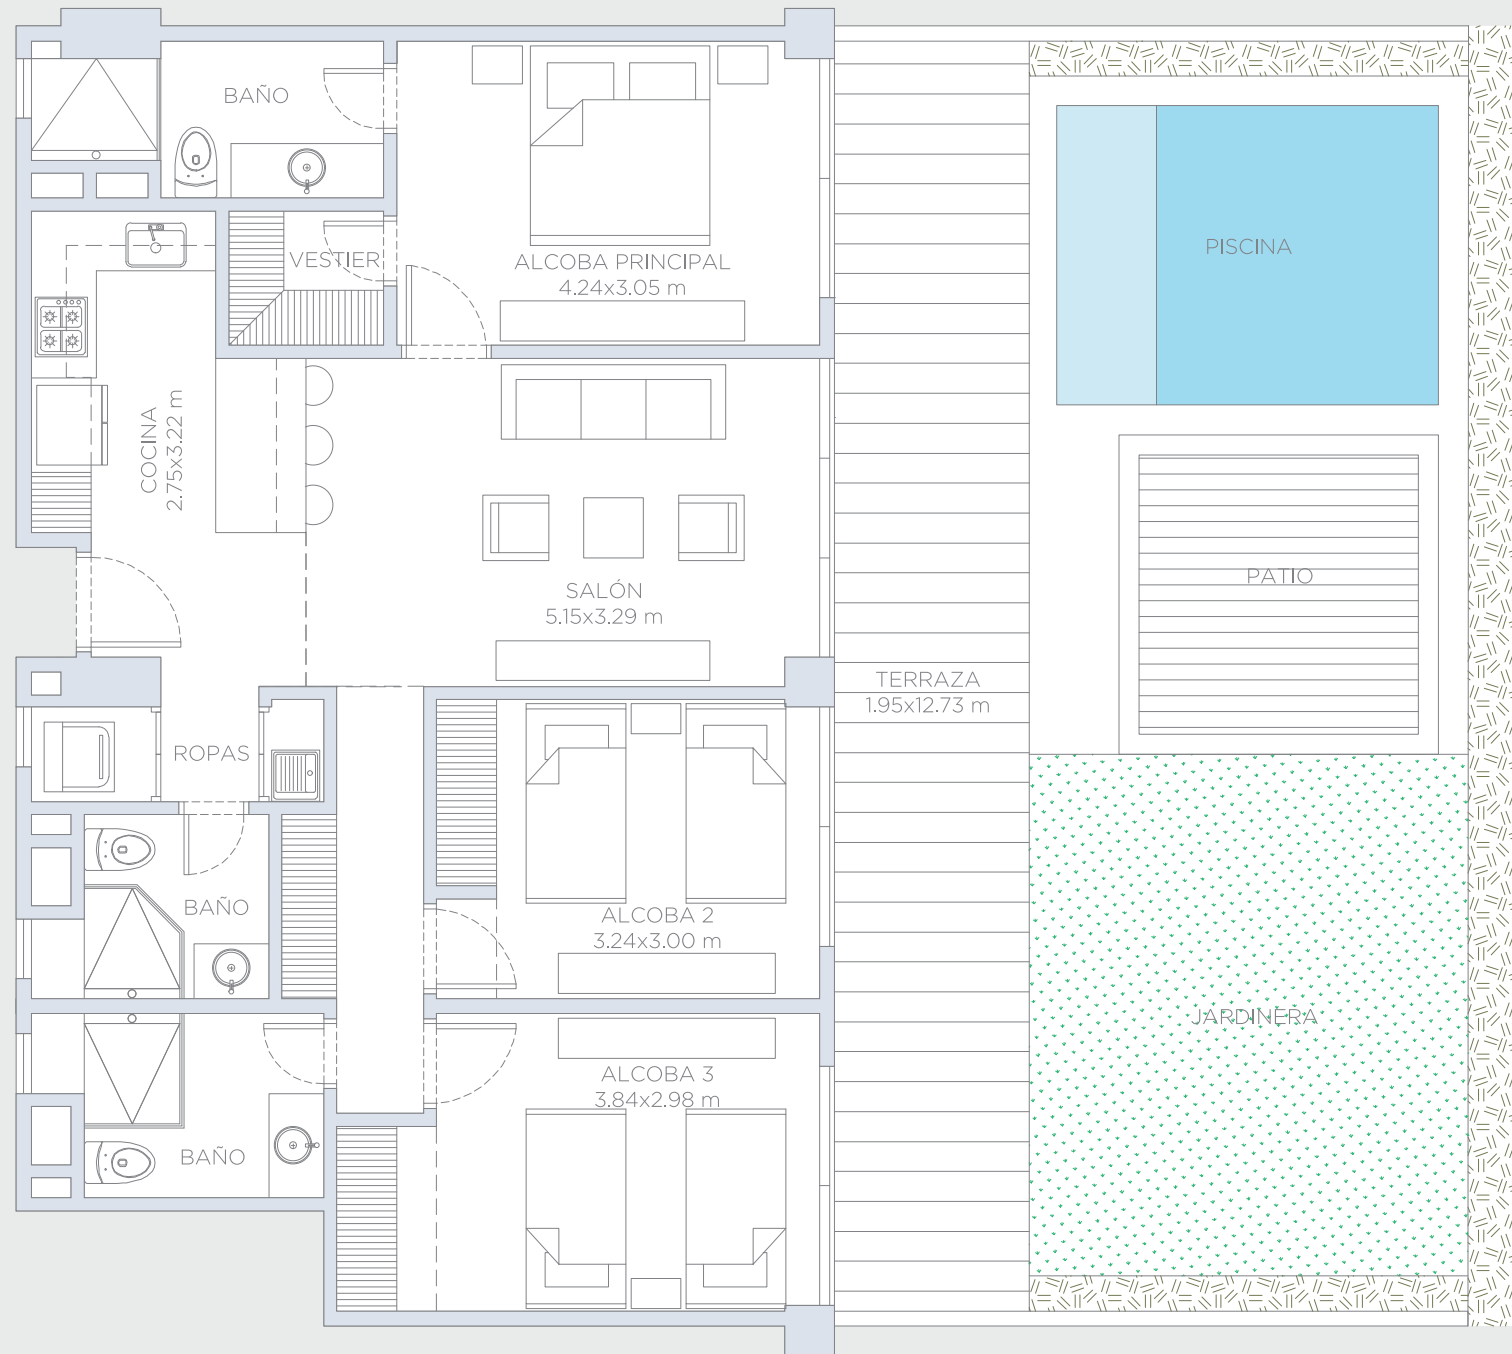 BAÑO
VESTIER
ALCOBA PRINCIPAL
4.24x3.05 m
PISCINA
COCINA
2.75x3.22 m
SALÓN
5.15x3.29 m
PATIO
TERRAZA
1.95x12.73 m
ROPAS
BAÑO
ALCOBA 2
3.24x3.00 m
JARDINERA
ALCOBA 3
3.84x2.98 m
BAÑO